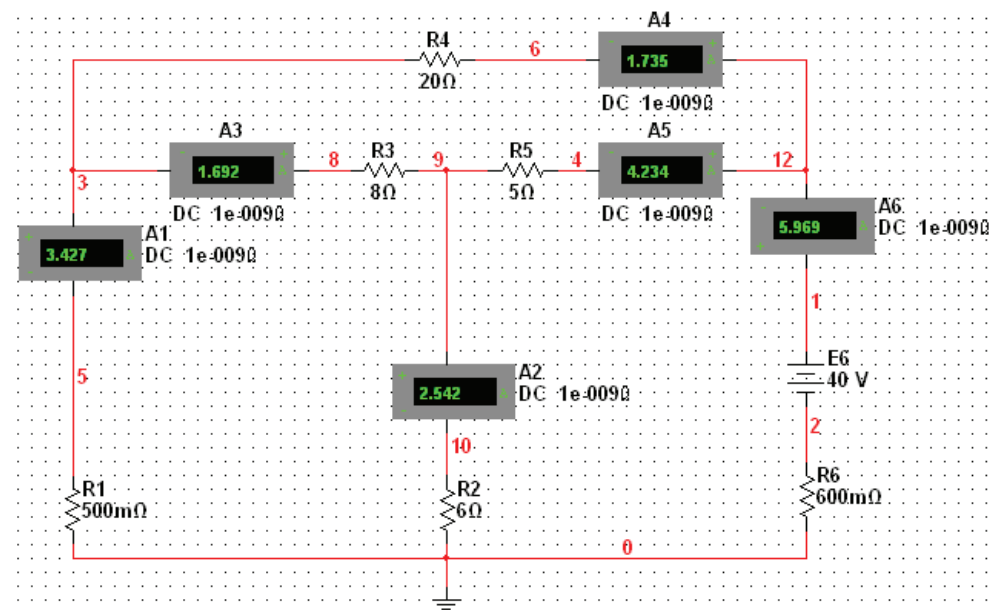 A4
R4
6
- +
1.735 A
20Ω
DC 1e-009Ω
A3
A5
- +
1.692 A
8
R3
9
R5
4
- +
4.234 A
12
3
8Ω
5Ω
DC 1e-009Ω
DC 1e-009Ω
A1
DC 1e-009Ω
+
3.427 A
-
A6
DC 1e-009Ω
-
5.969 A
+
1
5
A2
DC 1e-009Ω
+
2.542 A
-
E6
40 V
10
2
R1
500mΩ
R2
6Ω
R6
600mΩ
0